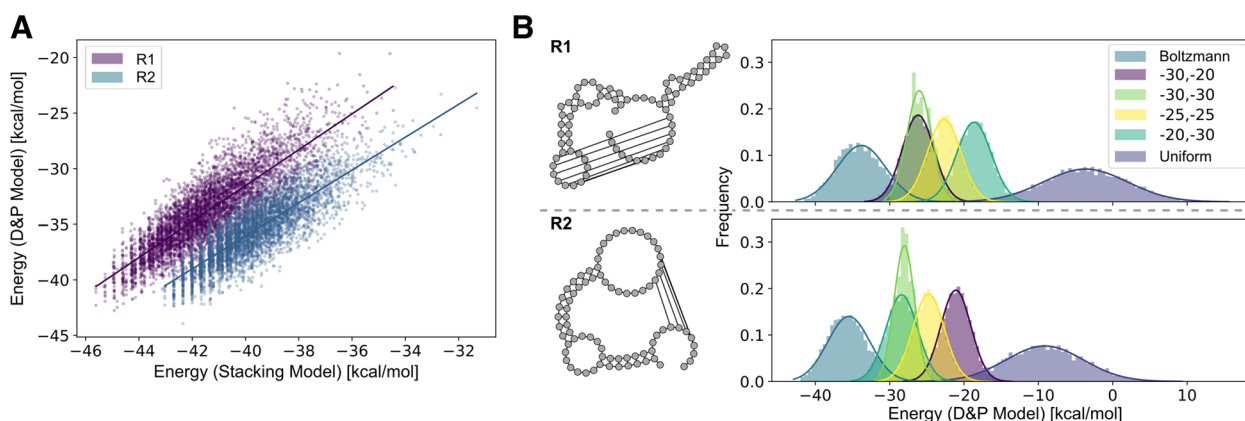 A
R1
R2
−20
−25
−30
−35
−40
−45
Energy (D&P Model) [kcal/mol]
−46 −44 −42 −40 −38 −36 −34 −32
Energy (Stacking Model) [kcal/mol]
B
R1
R2
Frequency
0.3
0.2
0.1
0.0
Boltzmann
-30,-20
-30,-30
-25,-25
-20,-30
Uniform
0.3
0.2
0.1
0.0
−40 −30 −20 −10 0 10
Energy (D&P Model) [kcal/mol]